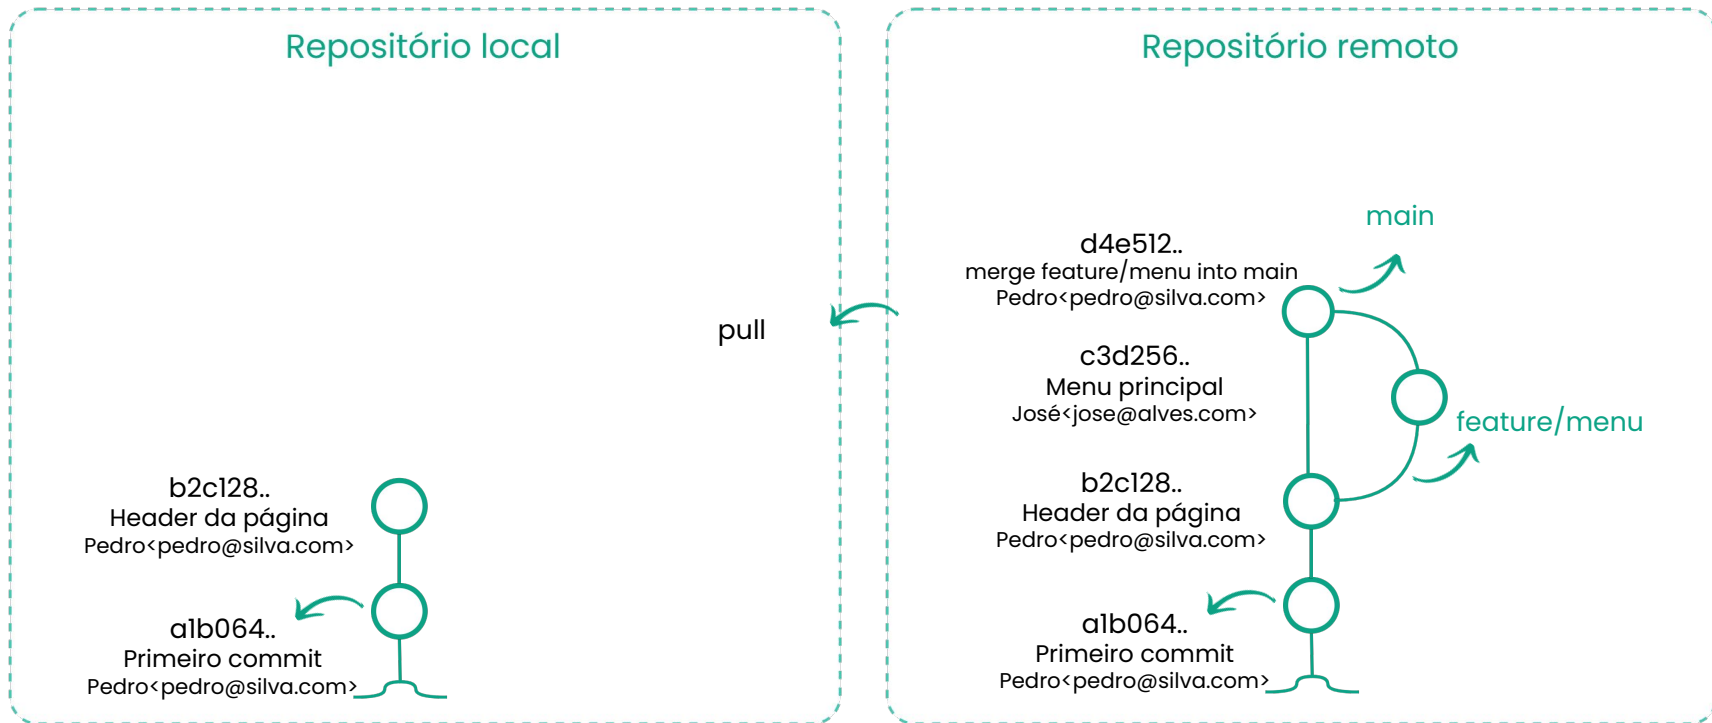 Repositório local
b2c128..
Header da página
Pedro<pedro@silva.com>
a1b064..
Primeiro commit
Pedro<pedro@silva.com>
pull
Repositório remoto
main
d4e512..
merge feature/menu into main
Pedro<pedro@silva.com>
c3d256..
Menu principal
José<jose@alves.com>
feature/menu
b2c128..
Header da página
Pedro<pedro@silva.com>
a1b064..
Primeiro commit
Pedro<pedro@silva.com>